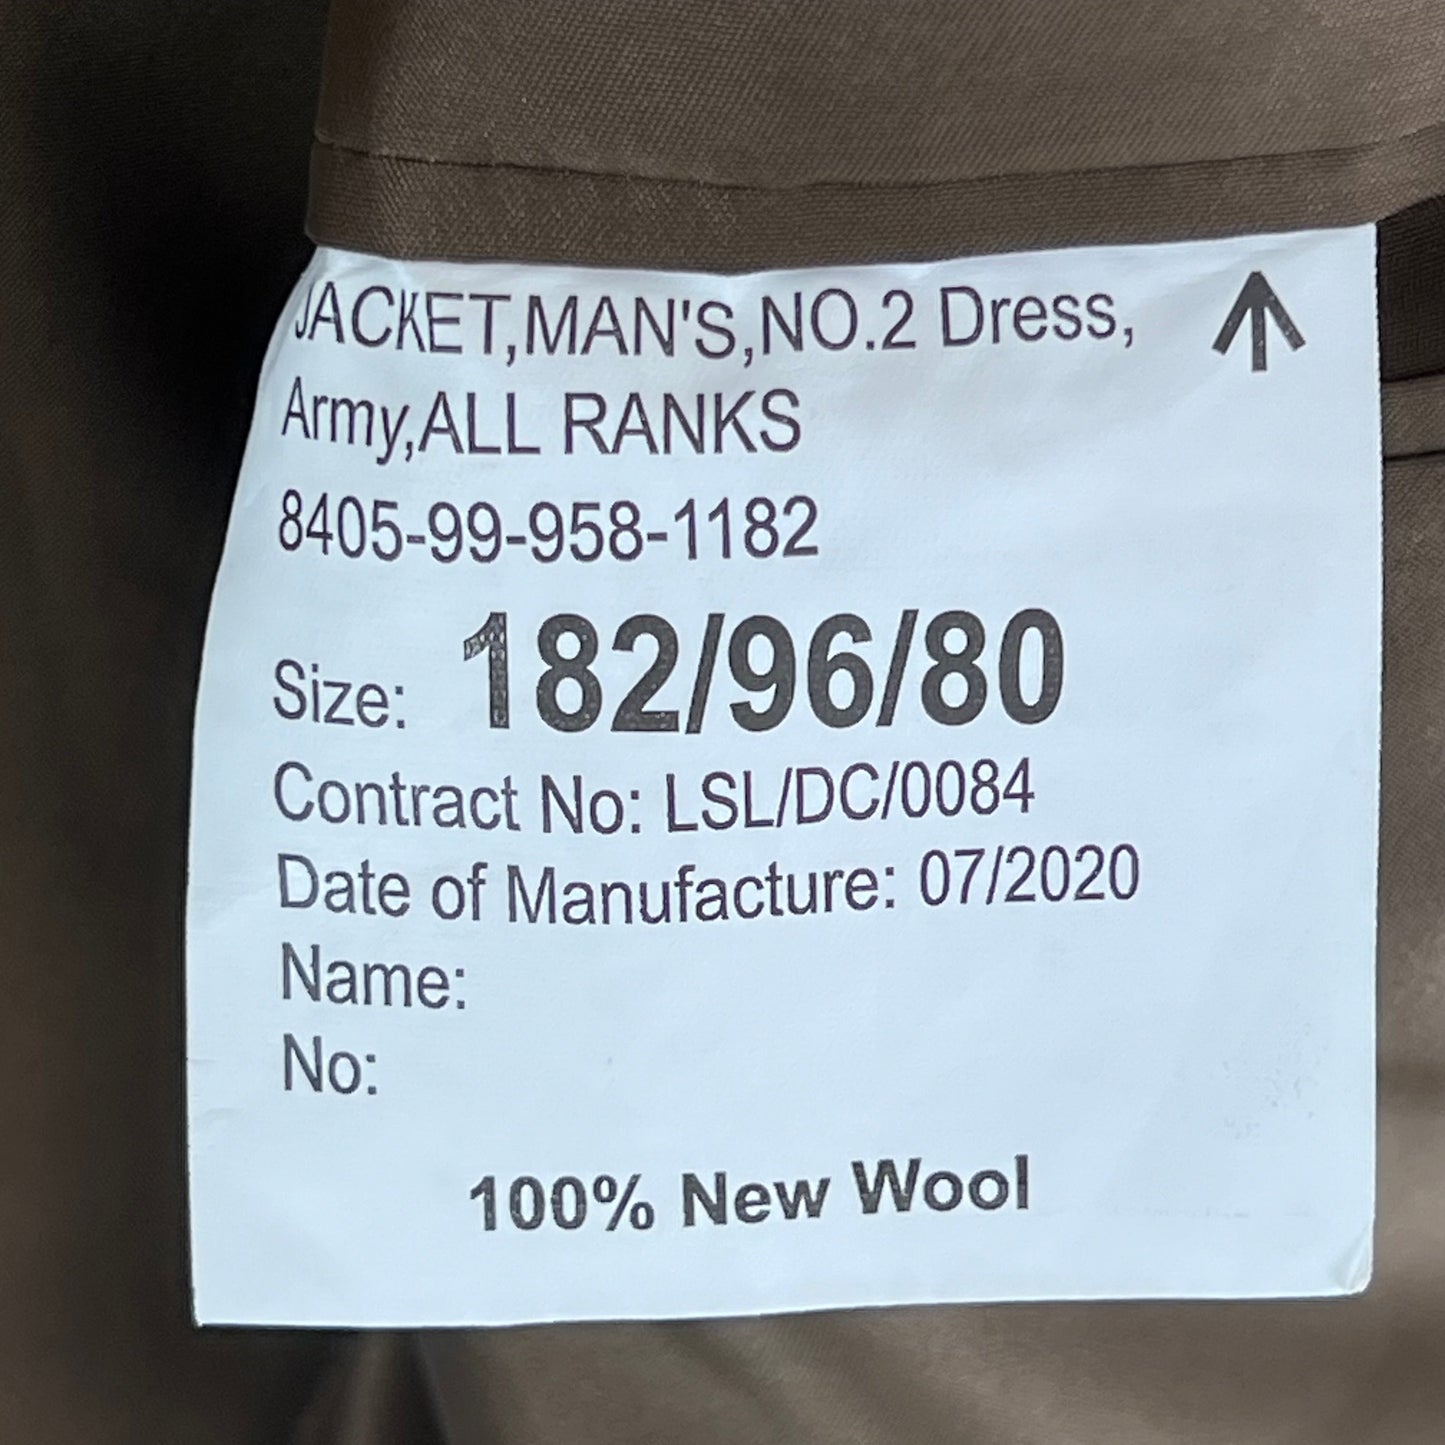 JACKET,MAN'S,NO.2 Dress,
Army,ALL RANKS
8405-99-958-1182
Size: 182/96/80
Contract No: LSL/DC/0084
Date of Manufacture: 07/2020
Name:
No:
100% New Wool